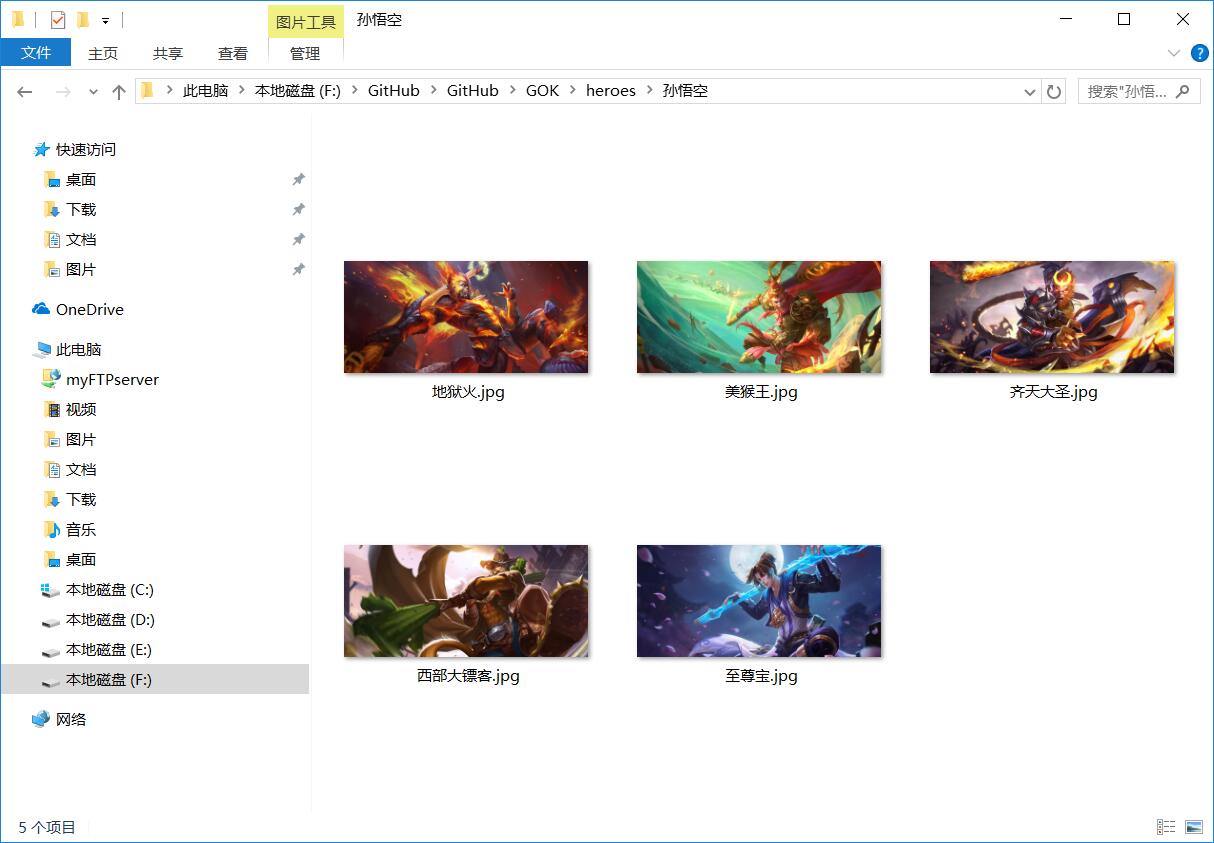 图片工具 孙悟空
文件 主页 共享 查看 管理
此电脑 本地磁盘 (F:) GitHub GitHub GOK heroes 孙悟空 搜索"孙悟...
快速访问
桌面
下载
文档
图片
OneDrive
此电脑
myFTPserver
视频
图片
文档
下载
音乐
桌面
本地磁盘 (C:)
本地磁盘 (D:)
本地磁盘 (E:)
本地磁盘 (F:)
网络
地狱火.jpg 美猴王.jpg 齐天大圣.jpg
西部大镖客.jpg 至尊宝.jpg
5 个项目